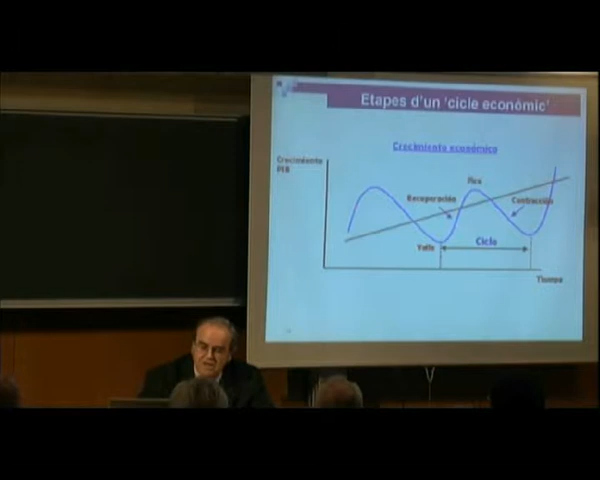 Etapes d'un 'cicle econòmic'
Crecimiento económico
Crecimiento
PIB
Pico
Recuperación
Contracción
Valle
Ciclo
Tiempo